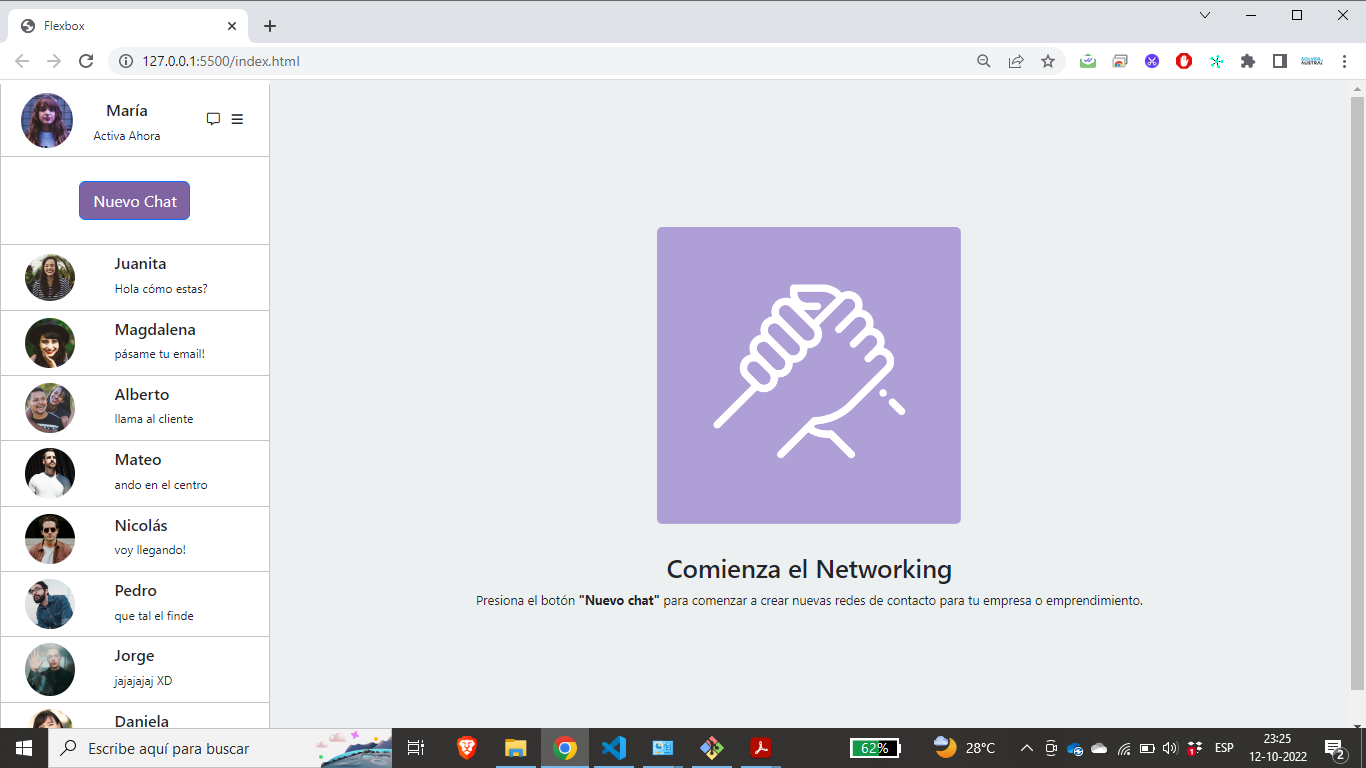 Flexbox
127.0.0.1:5500/index.html
María
Activa Ahora
Nuevo Chat
Juanita
Hola cómo estas?
Magdalena
pásame tu email!
Alberto
llama al cliente
Mateo
ando en el centro
Nicolás
voy llegando!
Pedro
que tal el finde
Jorge
jajajajaj XD
Daniela
Comienza el Networking
Presiona el botón "Nuevo chat" para comenzar a crear nuevas redes de contacto para tu empresa o emprendimiento.
Escribe aquí para buscar
62%
28°C
1
ESP
23:25
12-10-2022
2